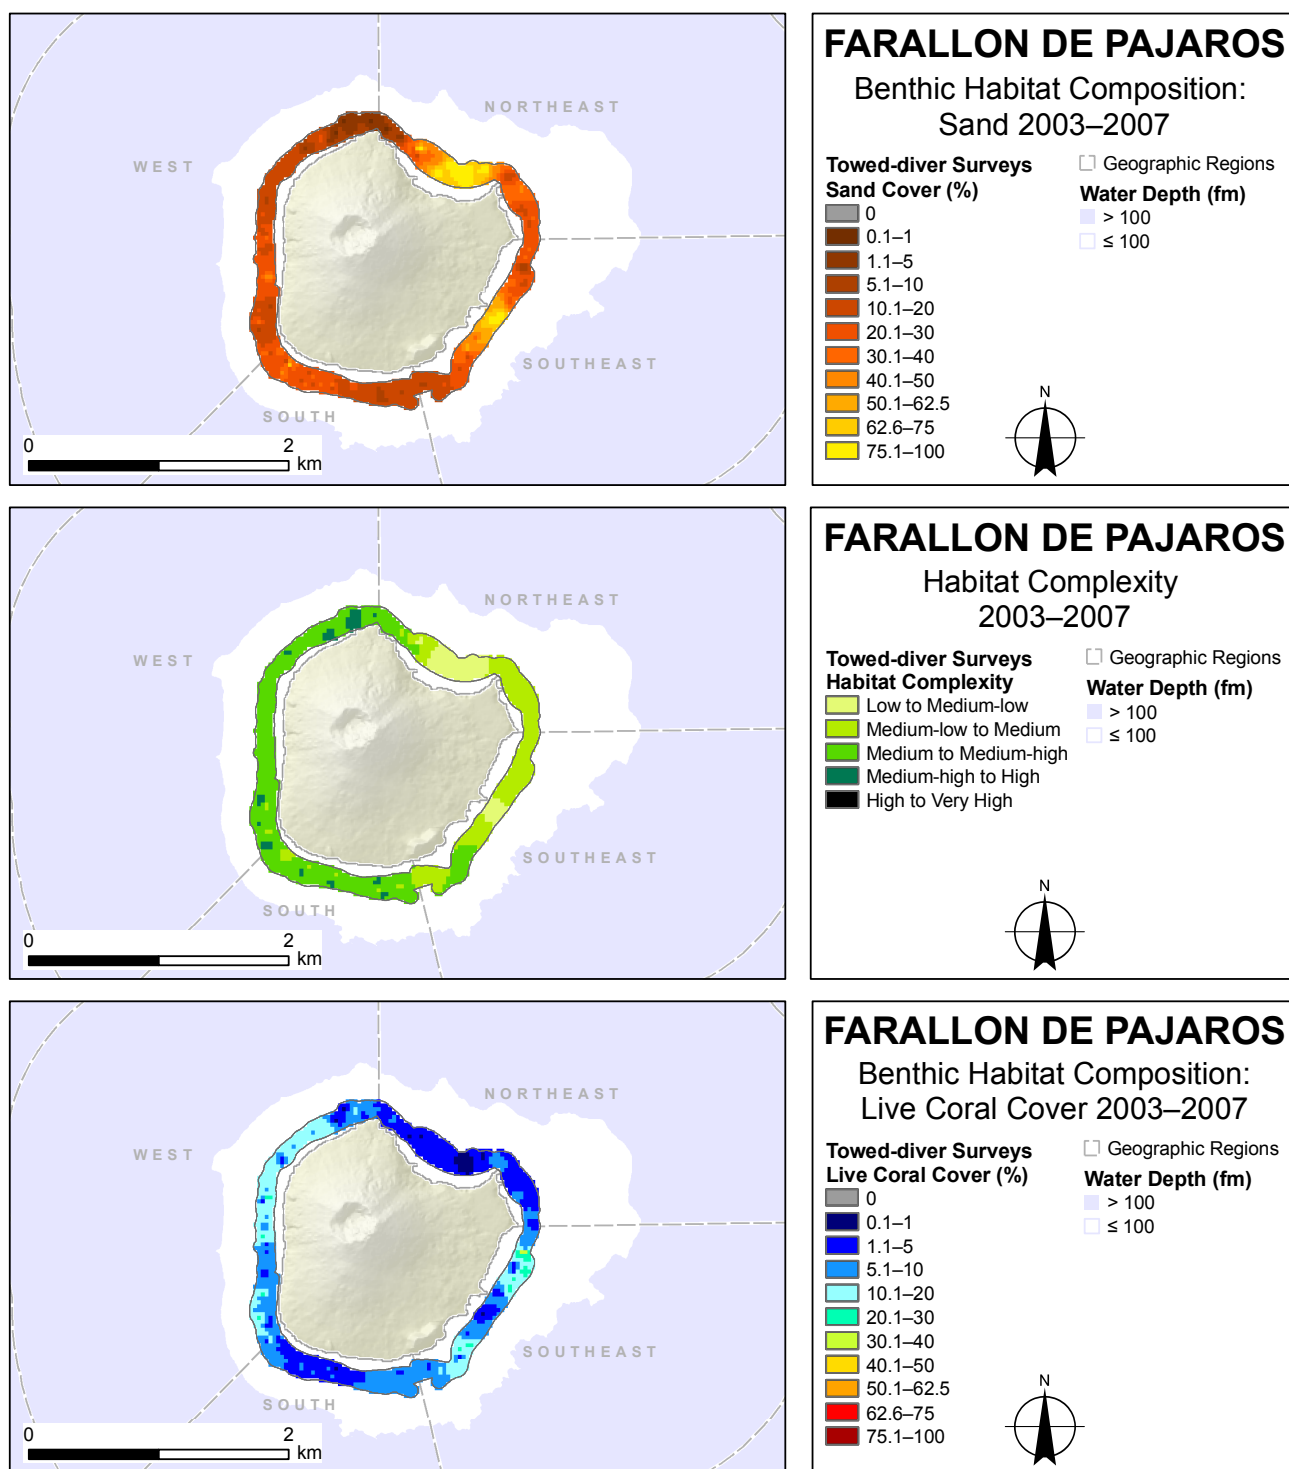 NORTHEAST
WEST
SOUTHEAST
SOUTH
0 2
km
FARALLON DE PAJAROS
Benthic Habitat Composition:
Sand 2003–2007
Towed-diver Surveys
Sand Cover (%)
0
0.1–1
1.1–5
5.1–10
10.1–20
20.1–30
30.1–40
40.1–50
50.1–62.5
62.6–75
75.1–100
Geographic Regions
Water Depth (fm)
> 100
≤ 100
N
NORTHEAST
WEST
SOUTHEAST
SOUTH
0 2
km
FARALLON DE PAJAROS
Habitat Complexity
2003–2007
Towed-diver Surveys
Habitat Complexity
Low to Medium-low
Medium-low to Medium
Medium to Medium-high
Medium-high to High
High to Very High
Geographic Regions
Water Depth (fm)
> 100
≤ 100
N
NORTHEAST
WEST
SOUTHEAST
SOUTH
0 2
km
FARALLON DE PAJAROS
Benthic Habitat Composition:
Live Coral Cover 2003–2007
Towed-diver Surveys
Live Coral Cover (%)
0
0.1–1
1.1–5
5.1–10
10.1–20
20.1–30
30.1–40
40.1–50
50.1–62.5
62.6–75
75.1–100
Geographic Regions
Water Depth (fm)
> 100
≤ 100
N